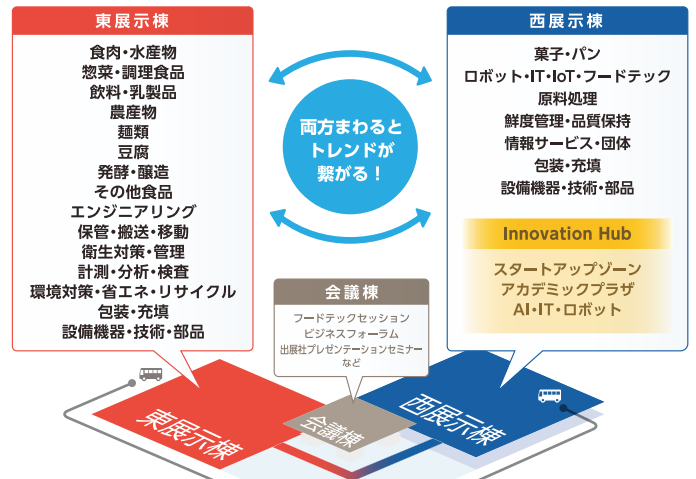 東展示棟
食肉・水産物
惣菜・調理食品
飲料・乳製品
農産物
麺類
豆腐
発酵・醸造
その他食品
エンジニアリング
保管・搬送・移動
衛生対策・管理
計測・分析・検査
環境対策・省エネ・リサイクル
包装・充填
設備機器・技術・部品
両方まわると
トレンドが
繋がる！
西展示棟
菓子・パン
ロボット・IT・IoT・フードテック
原料処理
鮮度管理・品質保持
情報サービス・団体
包装・充填
設備機器・技術・部品
Innovation Hub
スタートアップゾーン
アカデミックプラザ
AI・IT・ロボット
会議棟
フードテックセッション
ビジネスフォーラム
出展社プレゼンテーションセミナー
など
東展示棟
会議棟
西展示棟